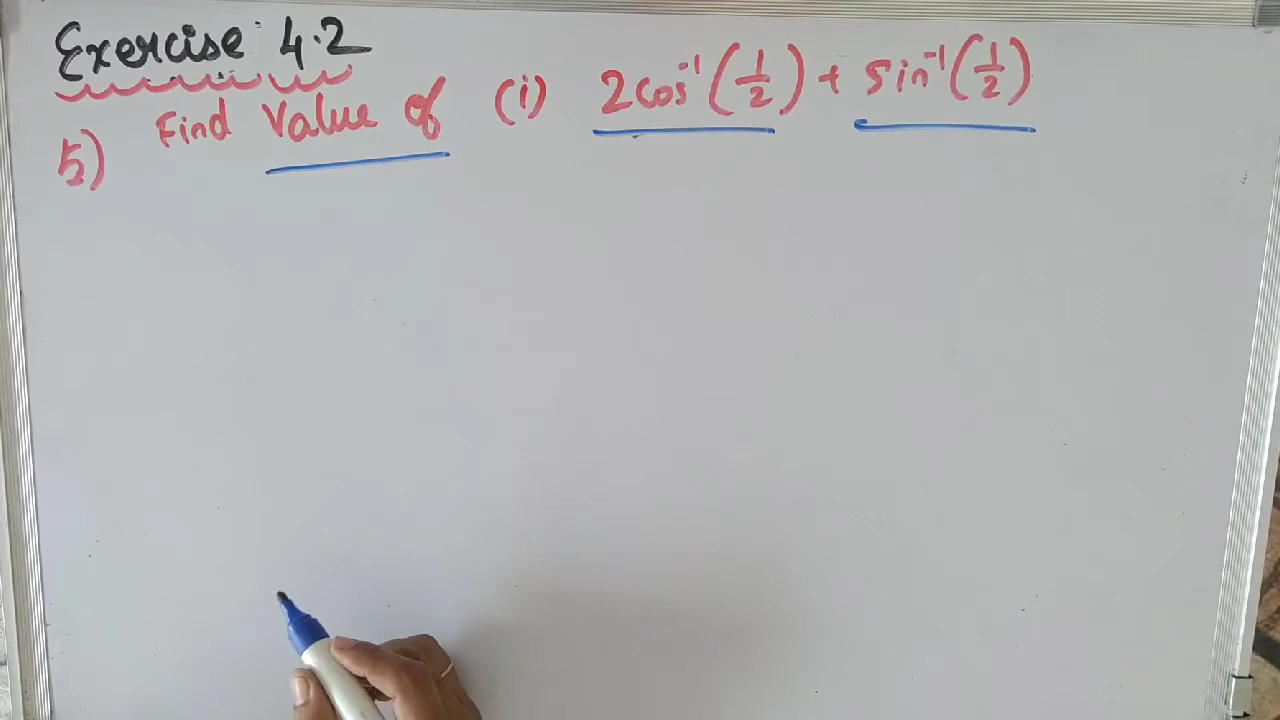 Exercise 4.2
5) Find Value of (i) 2cos⁻¹(1/2) + sin⁻¹(1/2)